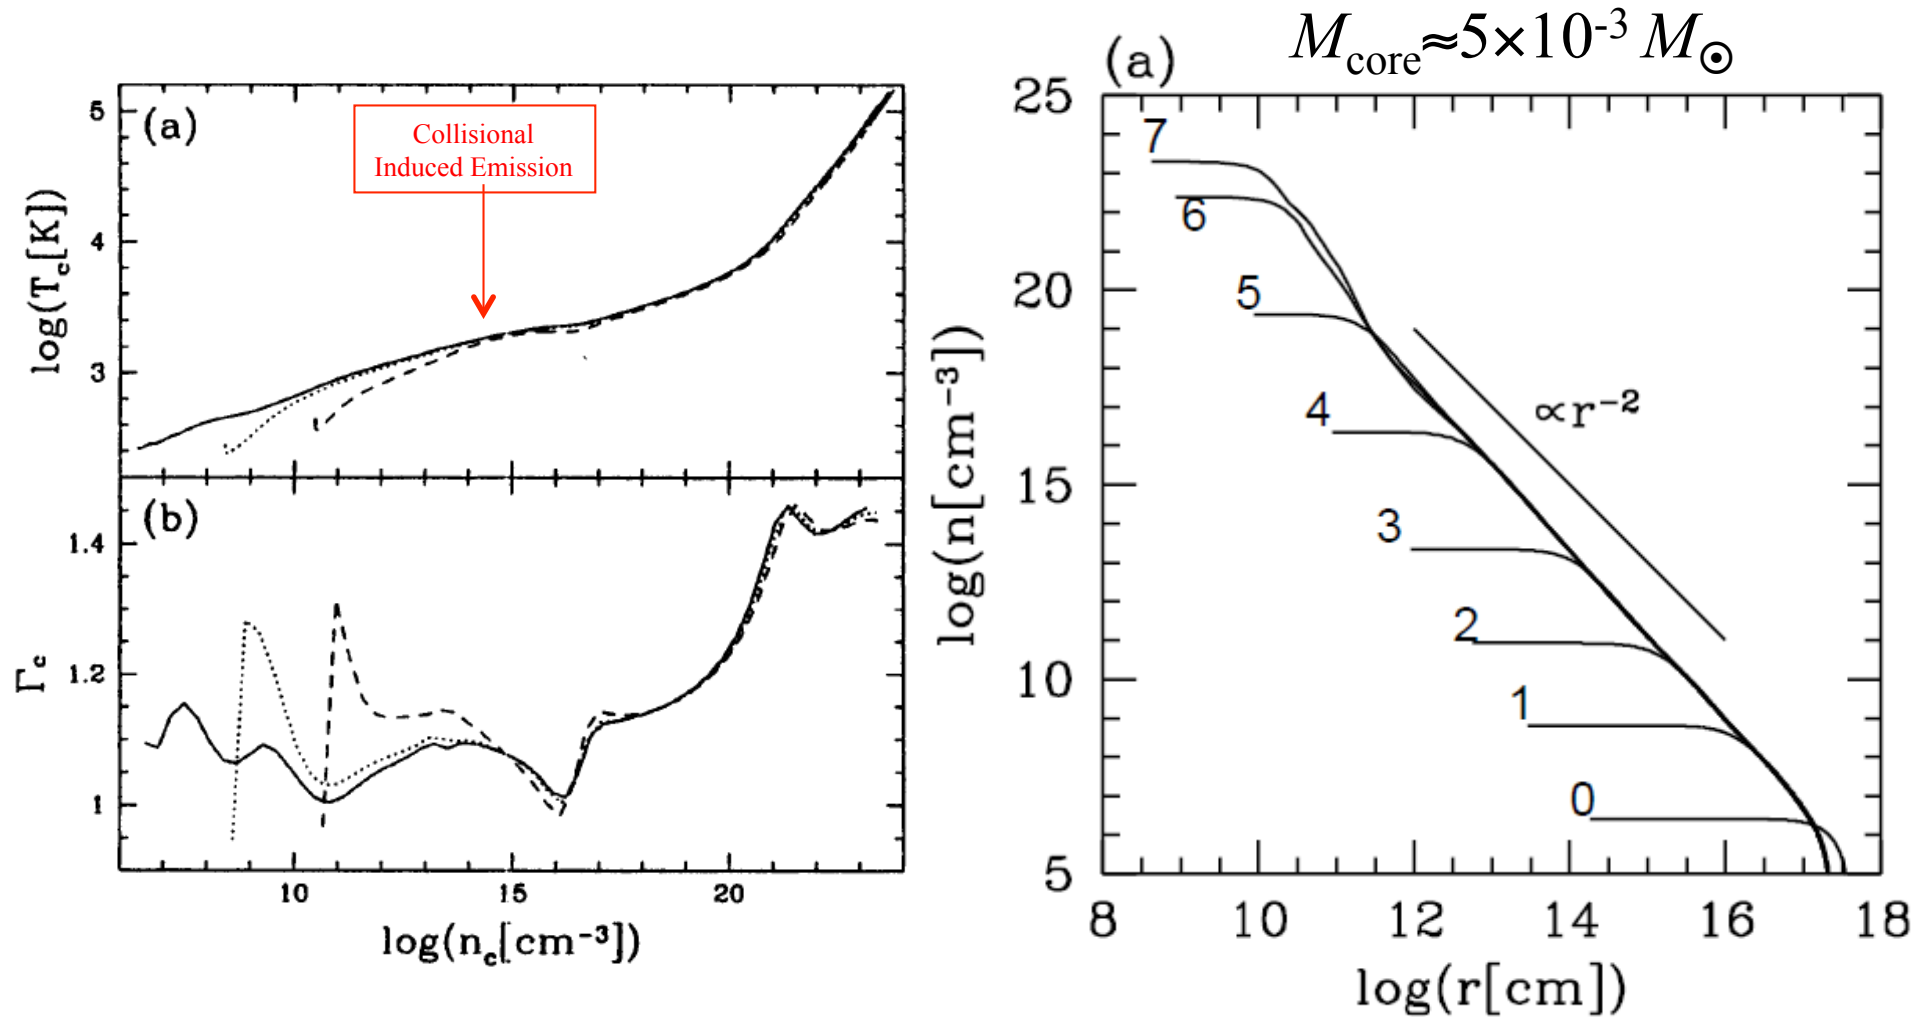 (a)
log(T_c[K])
5
4
3
Collisional
Induced Emission
(b)
Γ_c
1.4
1.2
1
10
15
20
log(n_c[cm⁻³])
M_core≈5×10⁻³ M_⊙
(a)
log(n[cm⁻³])
25
20
15
10
5
7
6
5
4
3
2
1
0
∝r⁻²
8
10
12
14
16
18
log(r[cm])